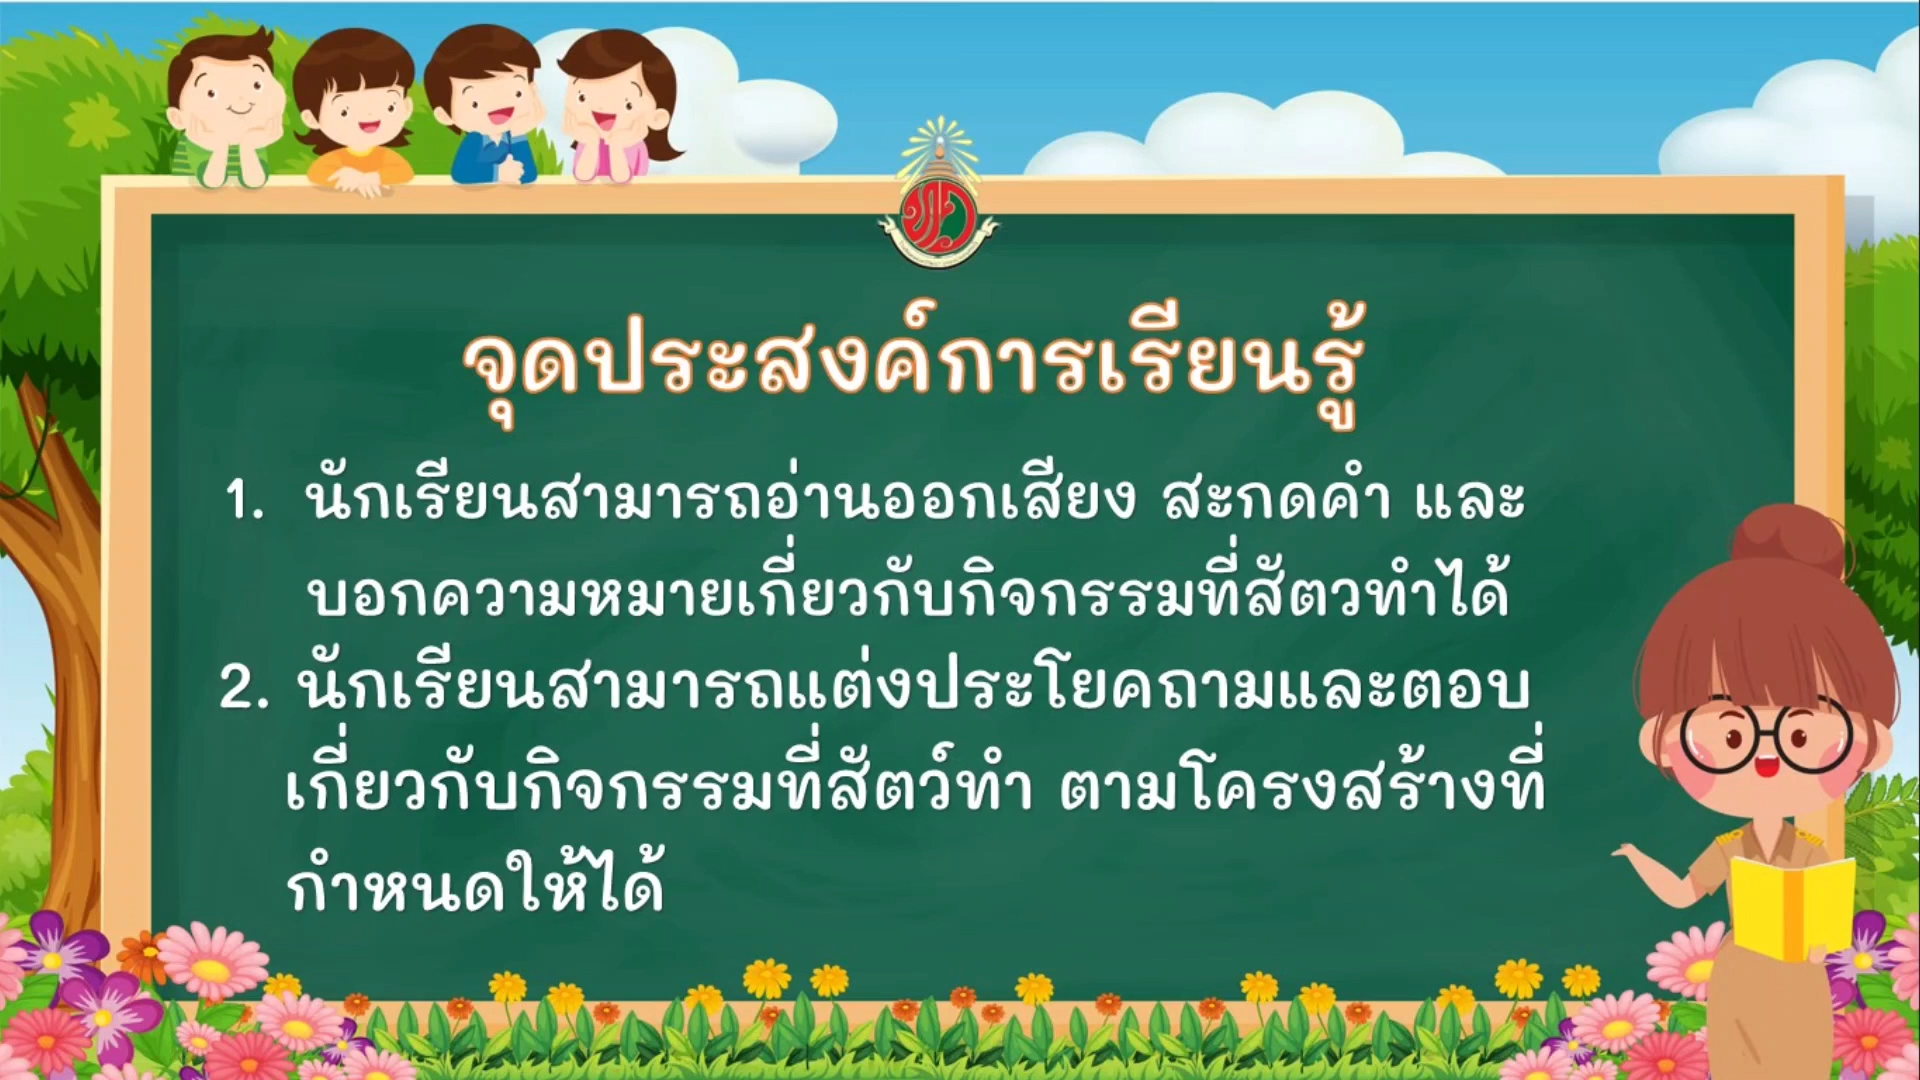 จุดประสงค์การเรียนรู้
1. นักเรียนสามารถอ่านออกเสียง สะกดคำ และ
บอกความหมายเกี่ยวกับกิจกรรมที่สัตวทำได้
2. นักเรียนสามารถแต่งประโยคถามและตอบ
เกี่ยวกับกิจกรรมที่สัตว์ทำ ตามโครงสร้างที่
กำหนดให้ได้